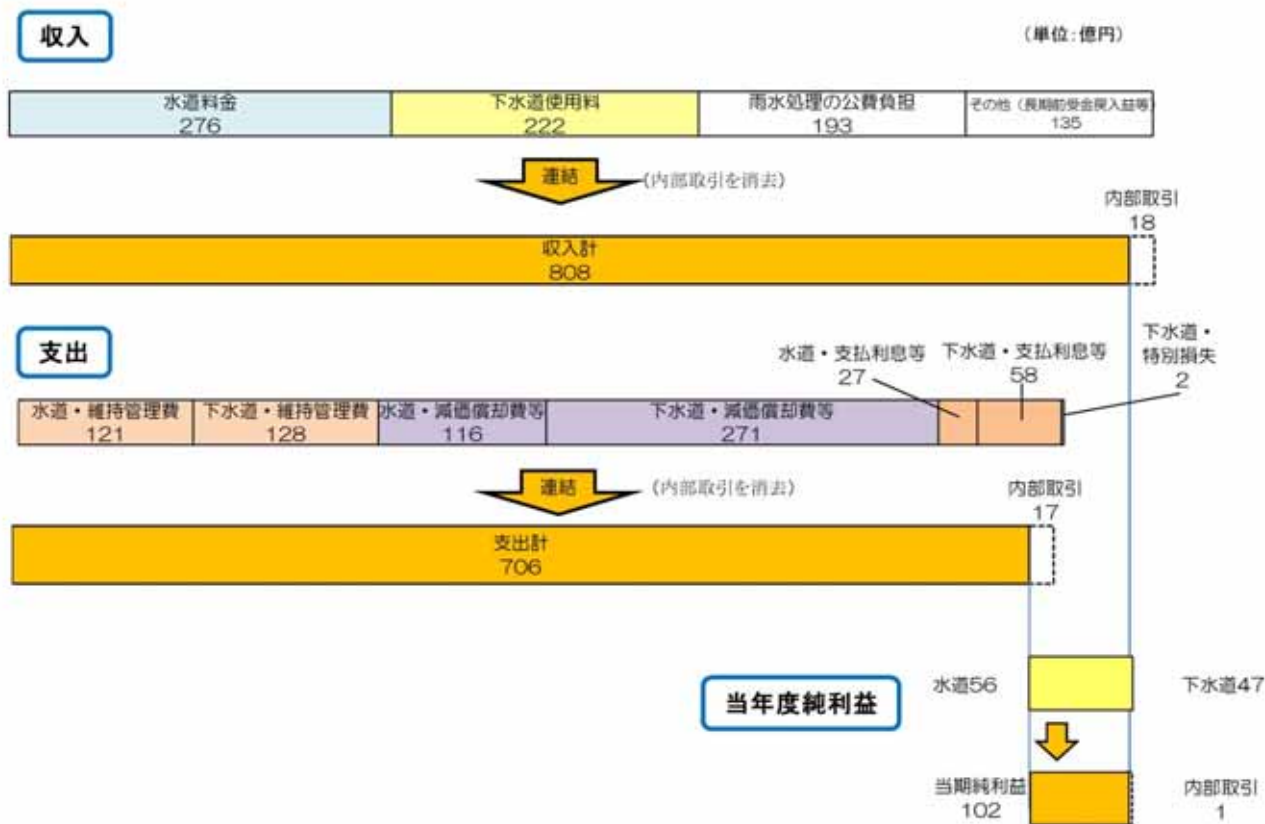 収入
（単位：億円）
水道料金
276
下水道使用料
222
雨水処理の公費負担
193
その他（長期前受金戻入益等）
135
連結
（内部取引を消去）
内部取引
18
収入計
808
支出
水道・支払利息等
27
下水道・支払利息等
58
下水道・
特別損失
2
水道・維持管理費
121
下水道・維持管理費
128
水道・減価償却費等
116
下水道・減価償却費等
271
連結
（内部取引を消去）
内部取引
17
支出計
706
当年度純利益
水道56
下水道47
当期純利益
102
内部取引
1